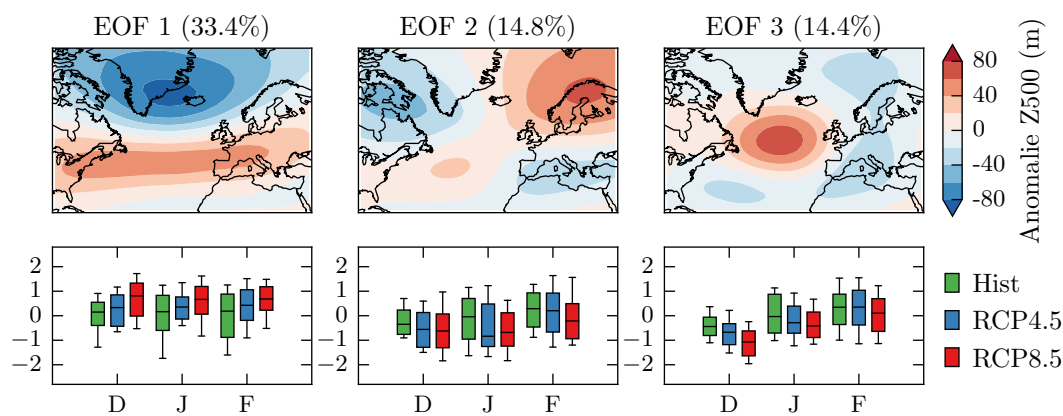 EOF 1 (33.4%)
EOF 2 (14.8%)
EOF 3 (14.4%)
80
40
0
-40
-80
Anomalie Z500 (m)
2
1
0
−1
−2
D J F
2
1
0
−1
−2
D J F
2
1
0
−1
−2
D J F
Hist
RCP4.5
RCP8.5